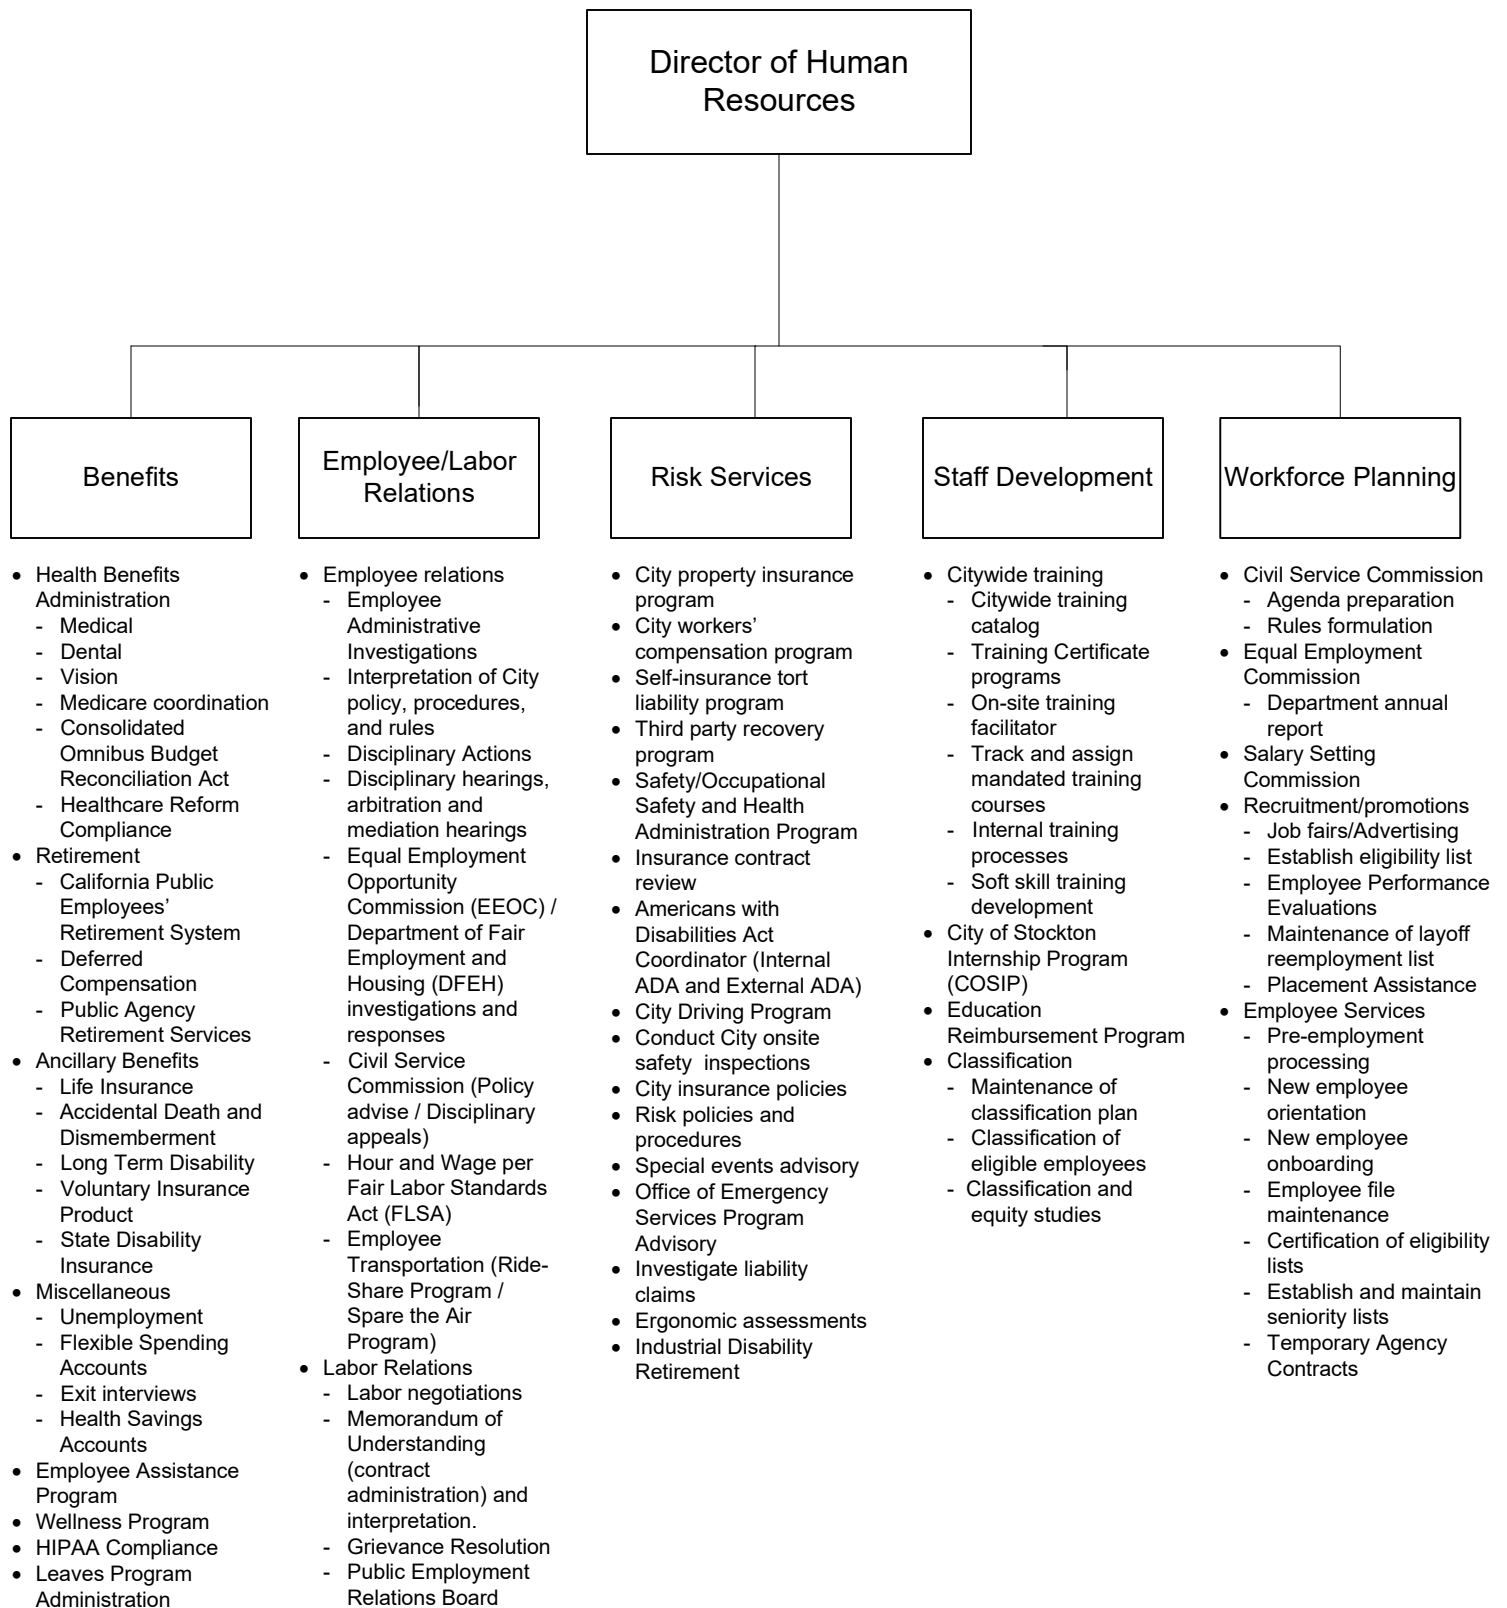 Director of Human
Resources
Benefits
Employee/Labor
Relations
Risk Services
Staff Development
Workforce Planning
• Health Benefits
Administration
- Medical
- Dental
- Vision
- Medicare coordination
- Consolidated
Omnibus Budget
Reconciliation Act
- Healthcare Reform
Compliance
• Retirement
- California Public
Employees’
Retirement System
- Deferred
Compensation
- Public Agency
Retirement Services
• Ancillary Benefits
- Life Insurance
- Accidental Death and
Dismemberment
- Long Term Disability
- Voluntary Insurance
Product
- State Disability
Insurance
• Miscellaneous
- Unemployment
- Flexible Spending
Accounts
- Exit interviews
- Health Savings
Accounts
• Employee Assistance
Program
• Wellness Program
• HIPAA Compliance
• Leaves Program
Administration
• Employee relations
- Employee
Administrative
Investigations
- Interpretation of City
policy, procedures,
and rules
- Disciplinary Actions
- Disciplinary hearings,
arbitration and
mediation hearings
- Equal Employment
Opportunity
Commission (EEOC) /
Department of Fair
Employment and
Housing (DFEH)
investigations and
responses
- Civil Service
Commission (Policy
advise / Disciplinary
appeals)
- Hour and Wage per
Fair Labor Standards
Act (FLSA)
- Employee
Transportation (Ride-
Share Program /
Spare the Air
Program)
• Labor Relations
- Labor negotiations
- Memorandum of
Understanding
(contract
administration) and
interpretation.
- Grievance Resolution
- Public Employment
Relations Board
• City property insurance
program
• City workers’
compensation program
• Self-insurance tort
liability program
• Third party recovery
program
• Safety/Occupational
Safety and Health
Administration Program
• Insurance contract
review
• Americans with
Disabilities Act
Coordinator (Internal
ADA and External ADA)
• City Driving Program
• Conduct City onsite
safety  inspections
• City insurance policies
• Risk policies and
procedures
• Special events advisory
• Office of Emergency
Services Program
Advisory
• Investigate liability
claims
• Ergonomic assessments
• Industrial Disability
Retirement
• Citywide training
- Citywide training
catalog
- Training Certificate
programs
- On-site training
facilitator
- Track and assign
mandated training
courses
- Internal training
processes
- Soft skill training
development
• City of Stockton
Internship Program
(COSIP)
• Education
Reimbursement Program
• Classification
- Maintenance of
classification plan
- Classification of
eligible employees
- Classification and
equity studies
• Civil Service Commission
- Agenda preparation
- Rules formulation
• Equal Employment
Commission
- Department annual
report
• Salary Setting
Commission
• Recruitment/promotions
- Job fairs/Advertising
- Establish eligibility list
- Employee Performance
Evaluations
- Maintenance of layoff
reemployment list
- Placement Assistance
• Employee Services
- Pre-employment
processing
- New employee
orientation
- New employee
onboarding
- Employee file
maintenance
- Certification of eligibility
lists
- Establish and maintain
seniority lists
- Temporary Agency
Contracts